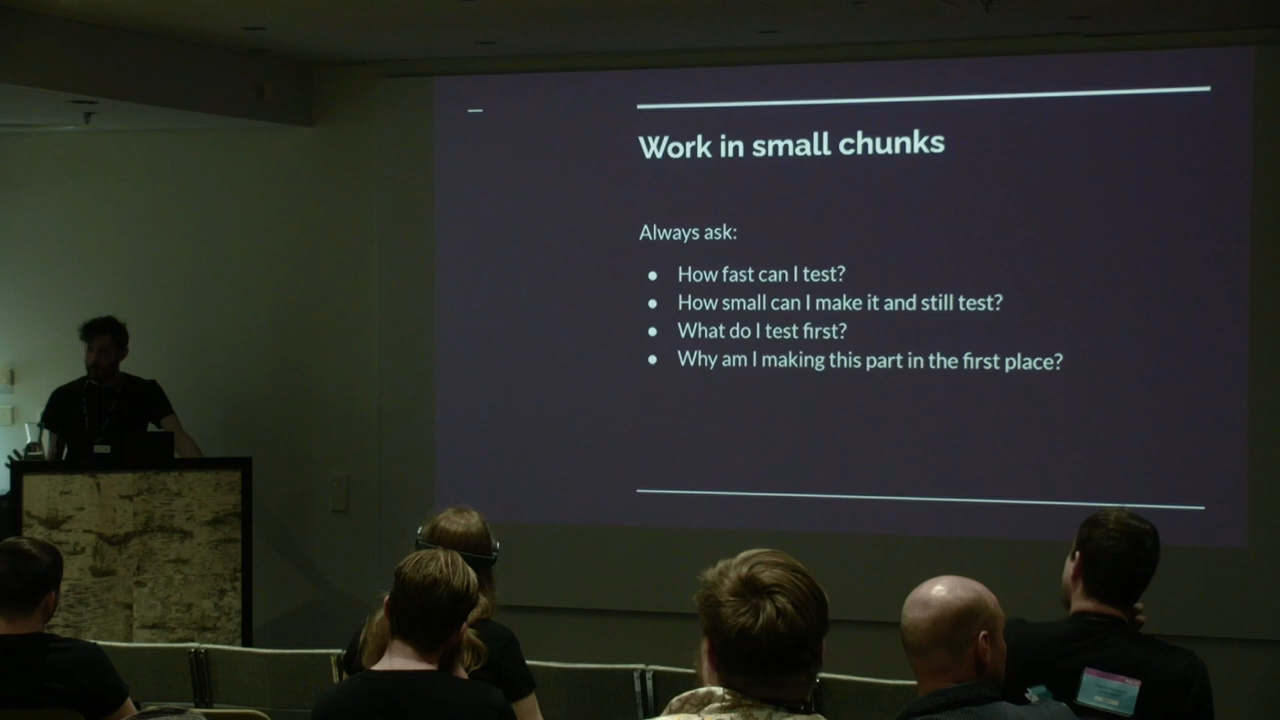 Work in small chunks
Always ask:
How fast can I test?
How small can I make it and still test?
What do I test first?
Why am I making this part in the first place?